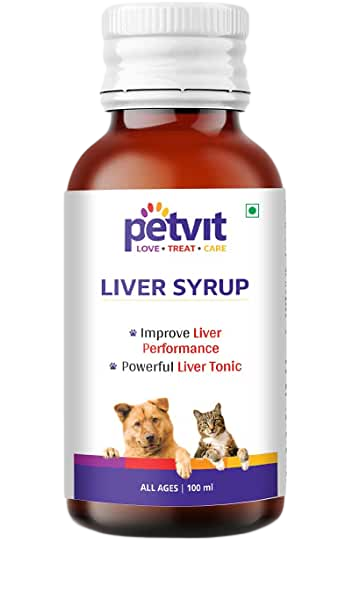 petvit
LOVE • TREAT • CARE
LIVER SYRUP
Improve Liver
Performance
Powerful Liver Tonic
ALL AGES | 100 ml